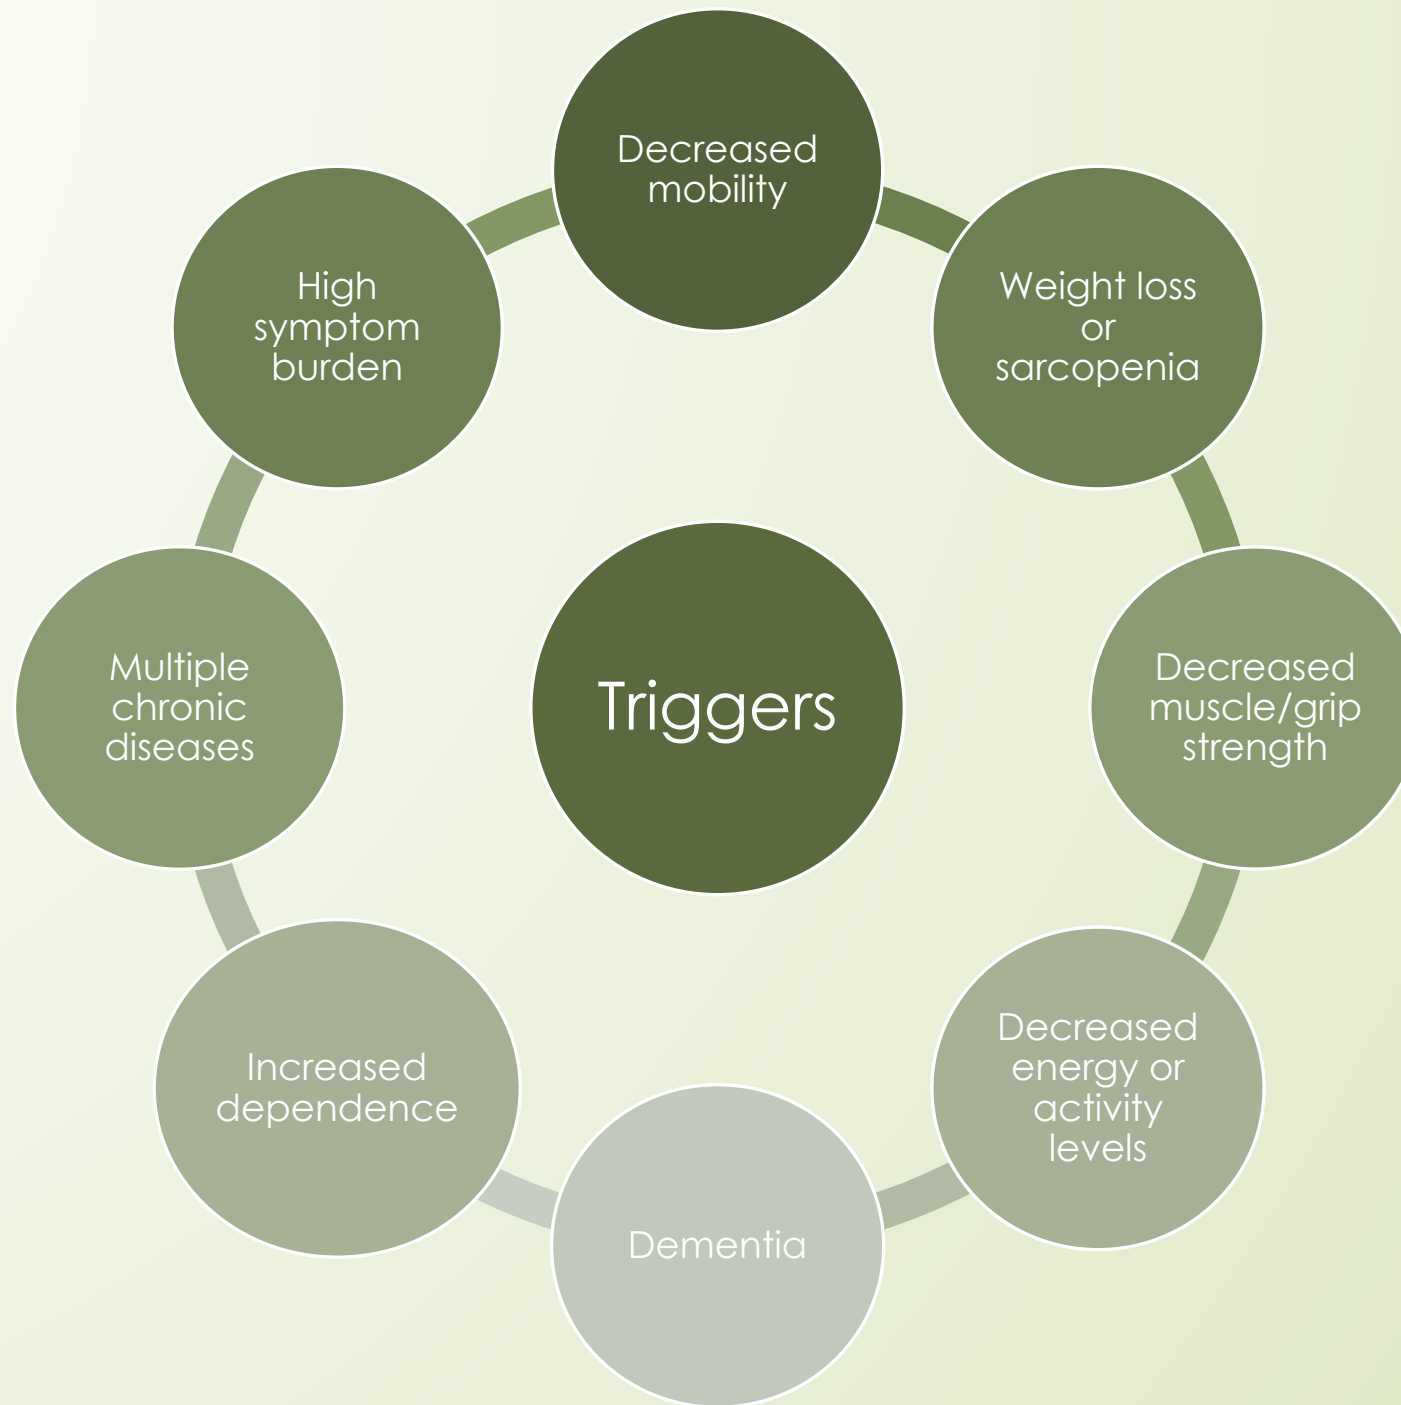 Decreased
mobility
Weight loss
or
sarcopenia
Decreased
muscle/grip
strength
Decreased
energy or
activity
levels
Dementia
Increased
dependence
Multiple
chronic
diseases
High
symptom
burden
Triggers